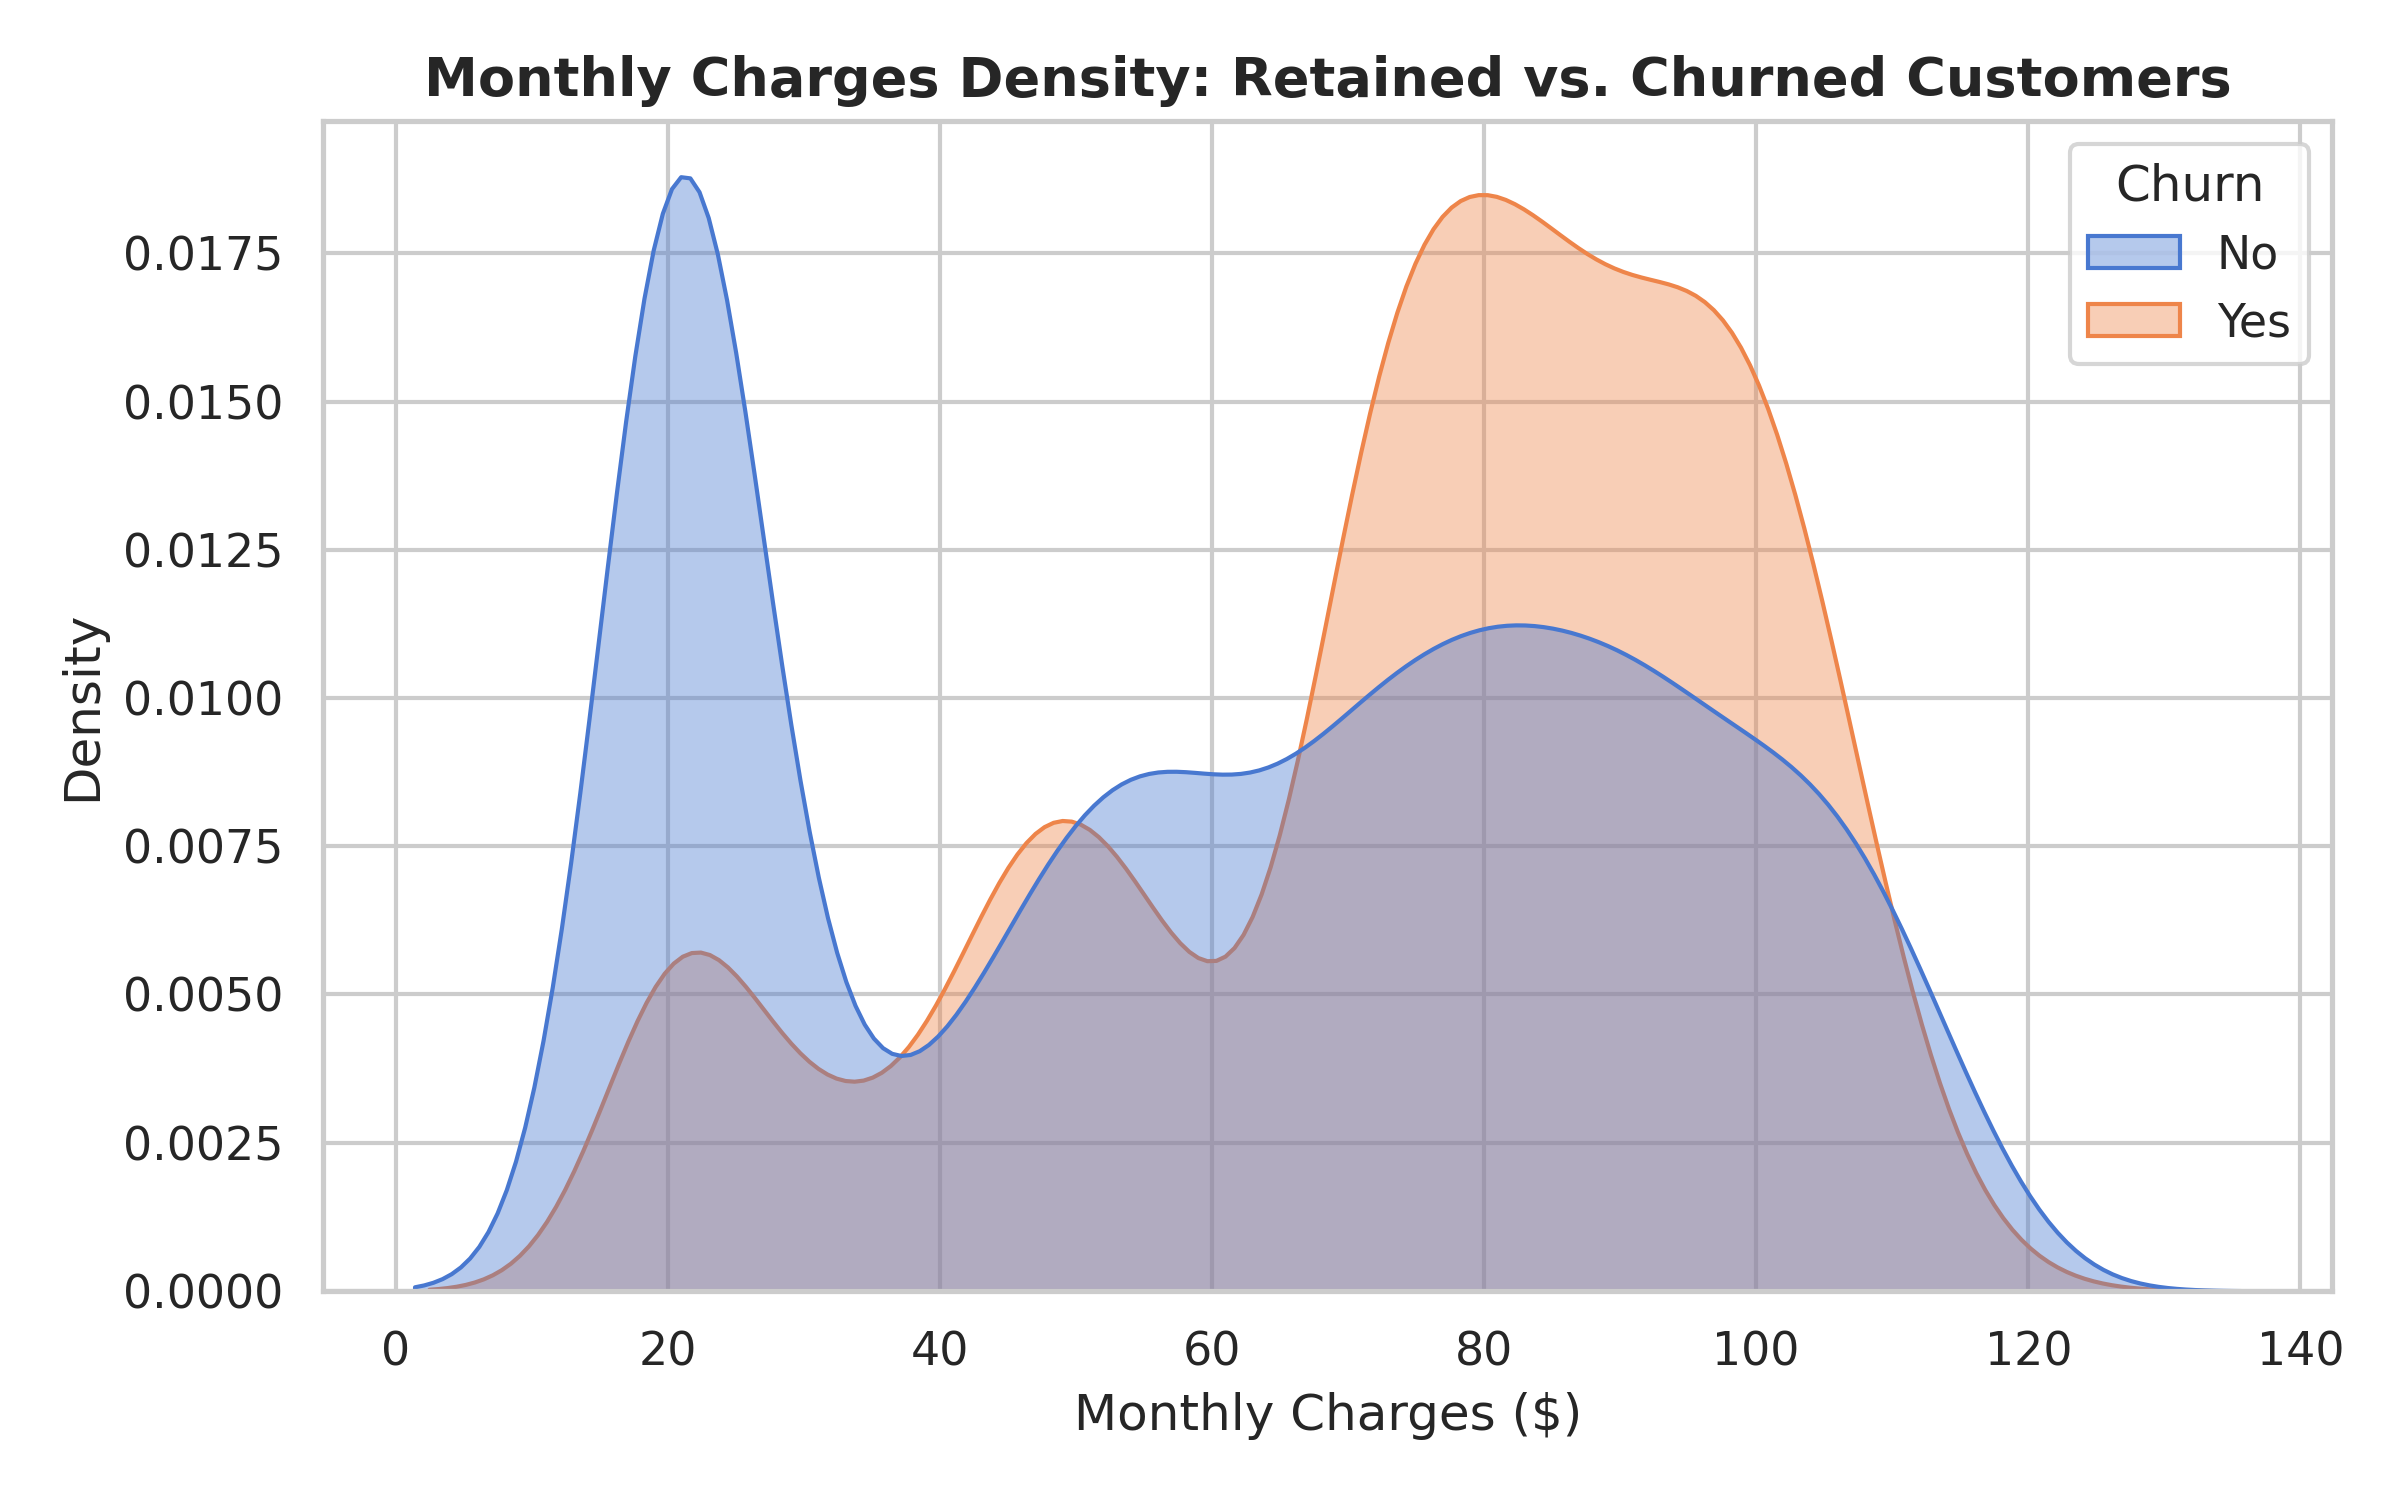 Monthly Charges Density: Retained vs. Churned Customers
Churn
No
Yes
Density
0.0175
0.0150
0.0125
0.0100
0.0075
0.0050
0.0025
0.0000
0 20 40 60 80 100 120 140
Monthly Charges ($)